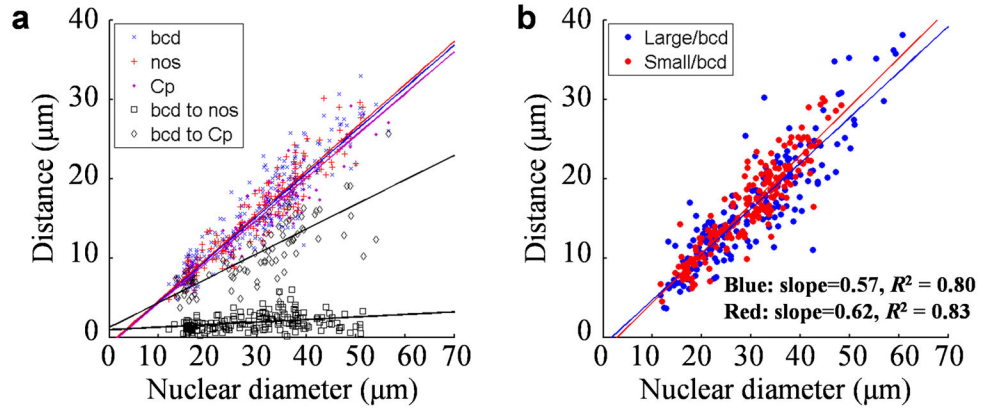 a
40
30
20
10
0
Distance (μm)
bcd
nos
Cp
bcd to nos
bcd to Cp
0 10 20 30 40 50 60 70
Nuclear diameter (μm)
b
40
30
20
10
0
Distance (μm)
Large/bcd
Small/bcd
Blue: slope=0.57, R² = 0.80
Red: slope=0.62, R² = 0.83
0 10 20 30 40 50 60 70
Nuclear diameter (μm)